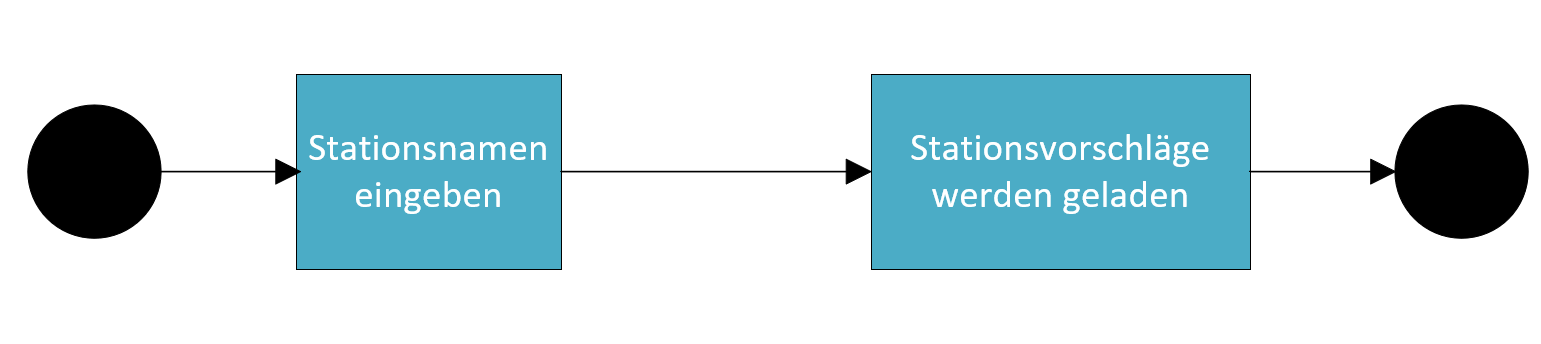 Stationsnamen
eingeben
Stationsvorschläge
werden geladen